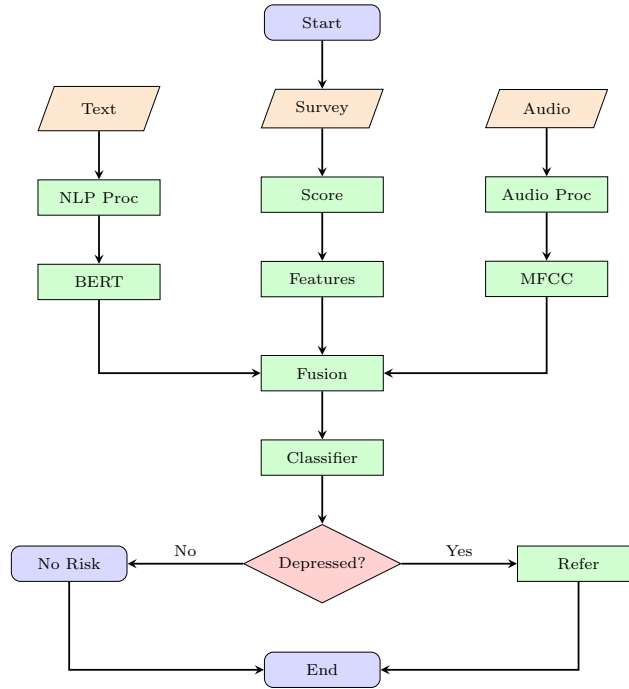 Start
Text
Survey
Audio
NLP Proc
Score
Audio Proc
BERT
Features
MFCC
Fusion
Classifier
Depressed?
No
Yes
No Risk
Refer
End